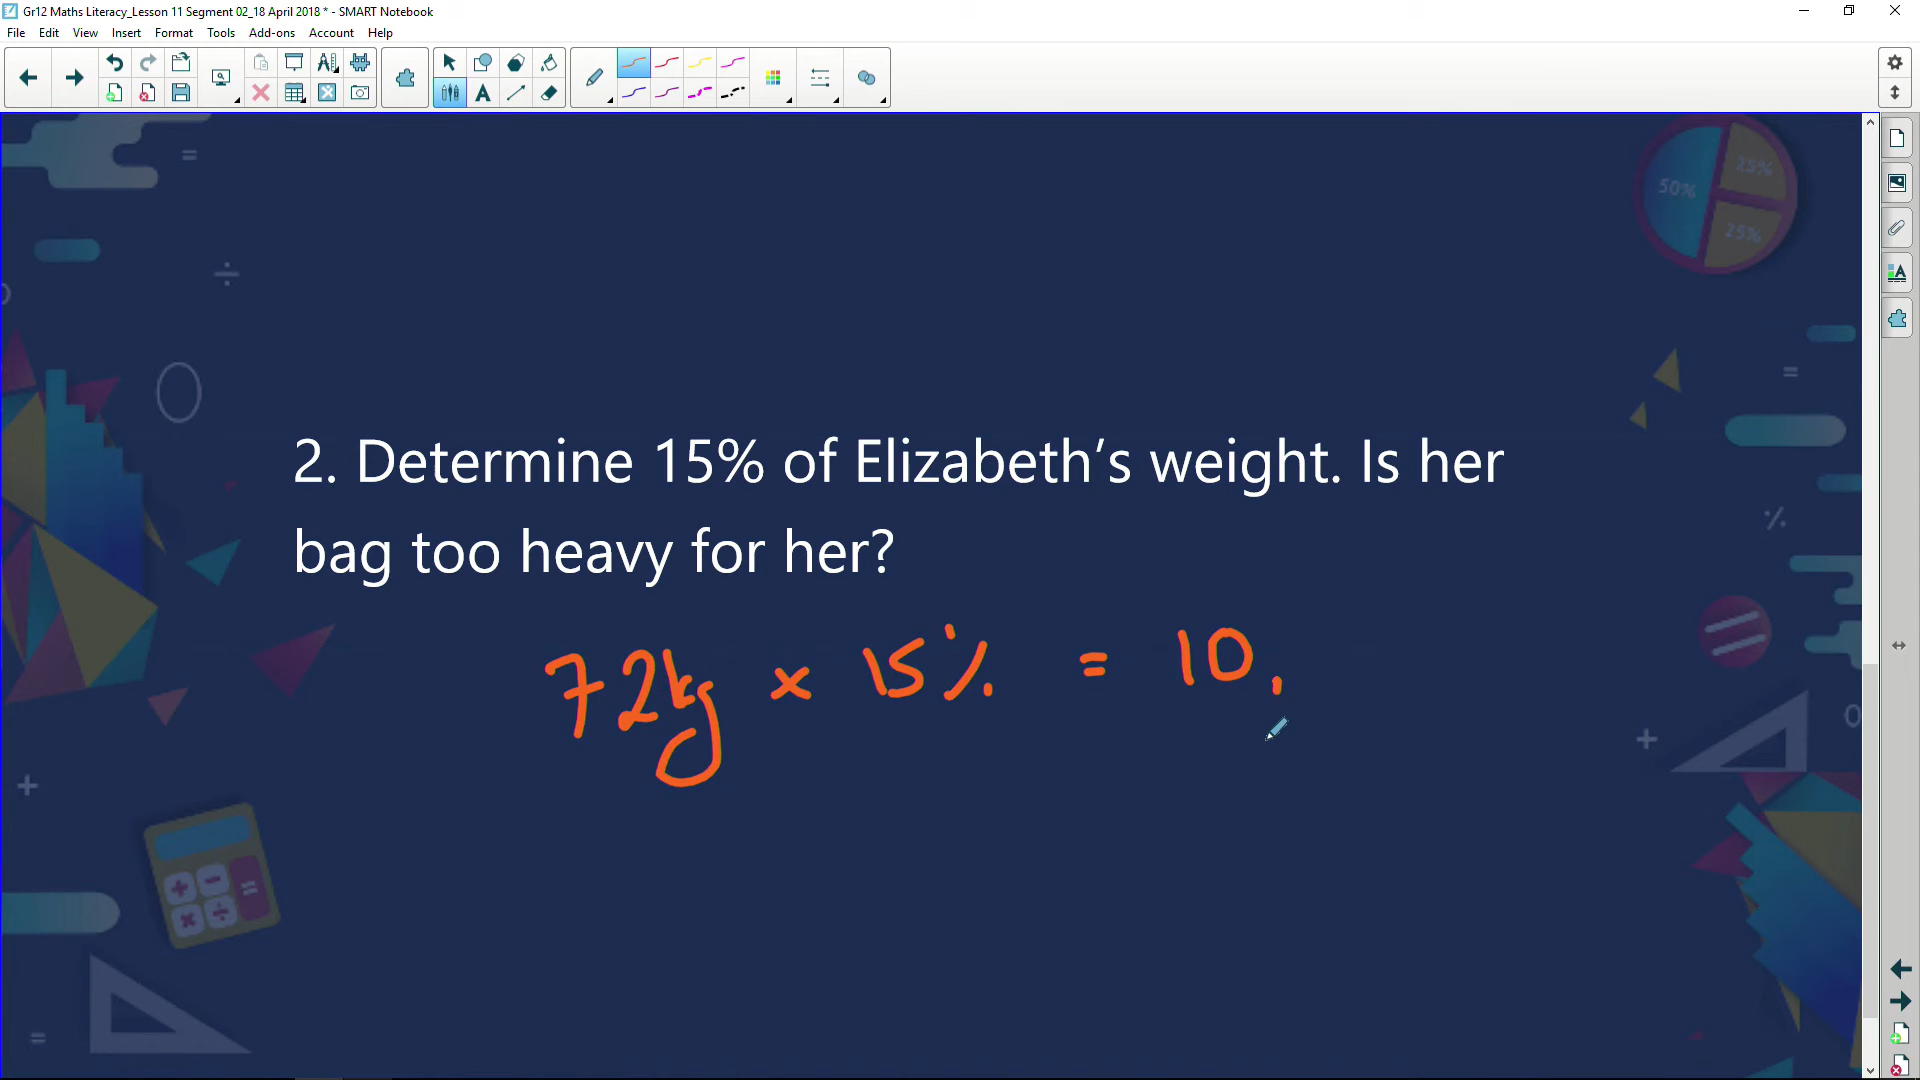 Gr12 Maths Literacy_Lesson 11 Segment 02_18 April 2018 * - SMART Notebook
File Edit View Insert Format Tools Add-ons Account Help
50%
25%
25%
2. Determine 15% of Elizabeth’s weight. Is her
bag too heavy for her?
72kg × 15% = 10,